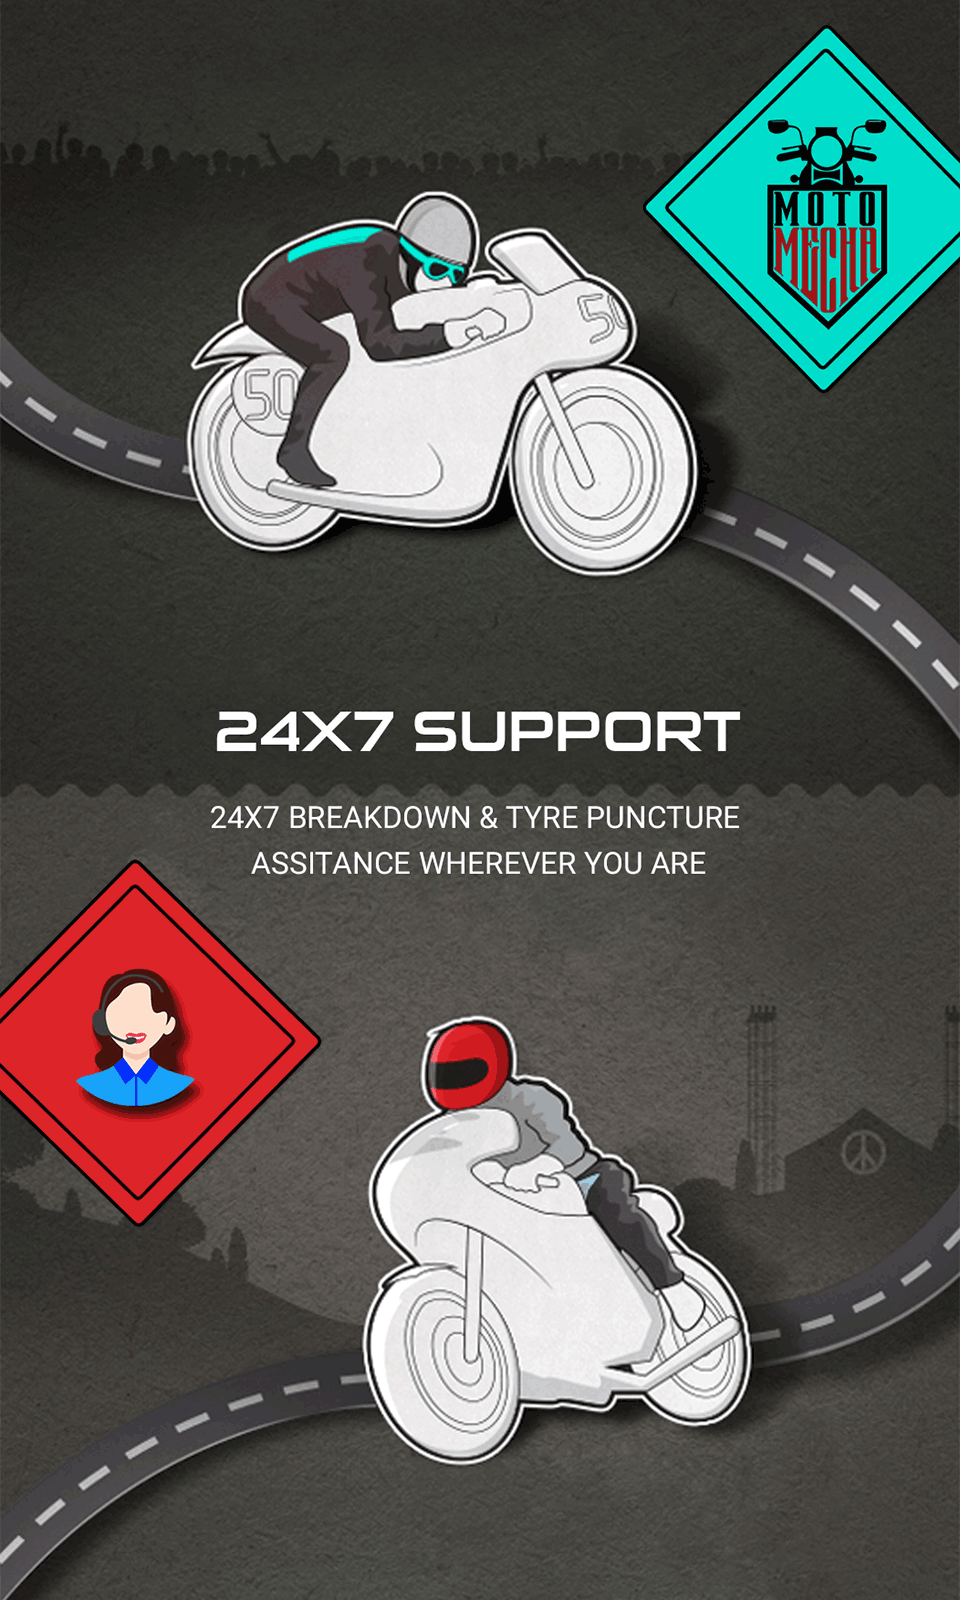 MOTO
MECHA
50
50
24X7 SUPPORT
24X7 BREAKDOWN & TYRE PUNCTURE
ASSITANCE WHEREVER YOU ARE